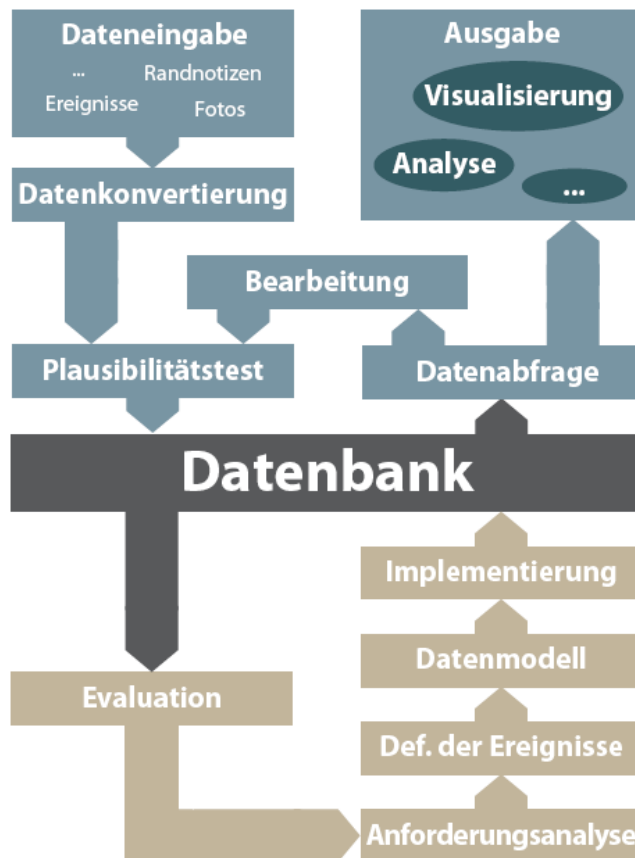 Dateneingabe
... Randnotizen
Ereignisse Fotos
Ausgabe
Visualisierung
Analyse
...
Datenkonvertierung
Bearbeitung
Plausibilitätstest
Datenabfrage
Datenbank
Implementierung
Datenmodell
Evaluation
Def. der Ereignisse
Anforderungsanalyse